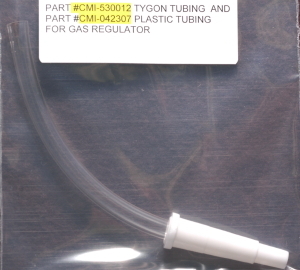 PART #CMI-530012 TYGON TUBING AND
PART #CMI-042307 PLASTIC TUBING
FOR GAS REGULATOR